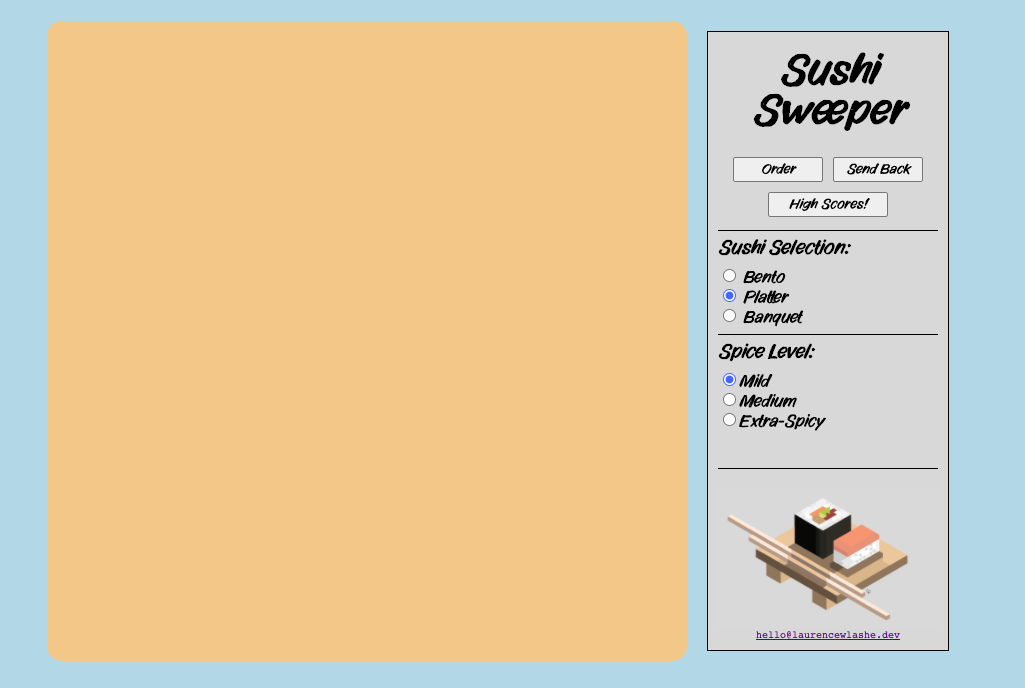 Sushi
Sweeper
Order
Send Back
High Scores!
Sushi Selection:
Bento
Platter
Banquet
Spice Level:
Mild
Medium
Extra-Spicy
hello@laurencewlashe.dev